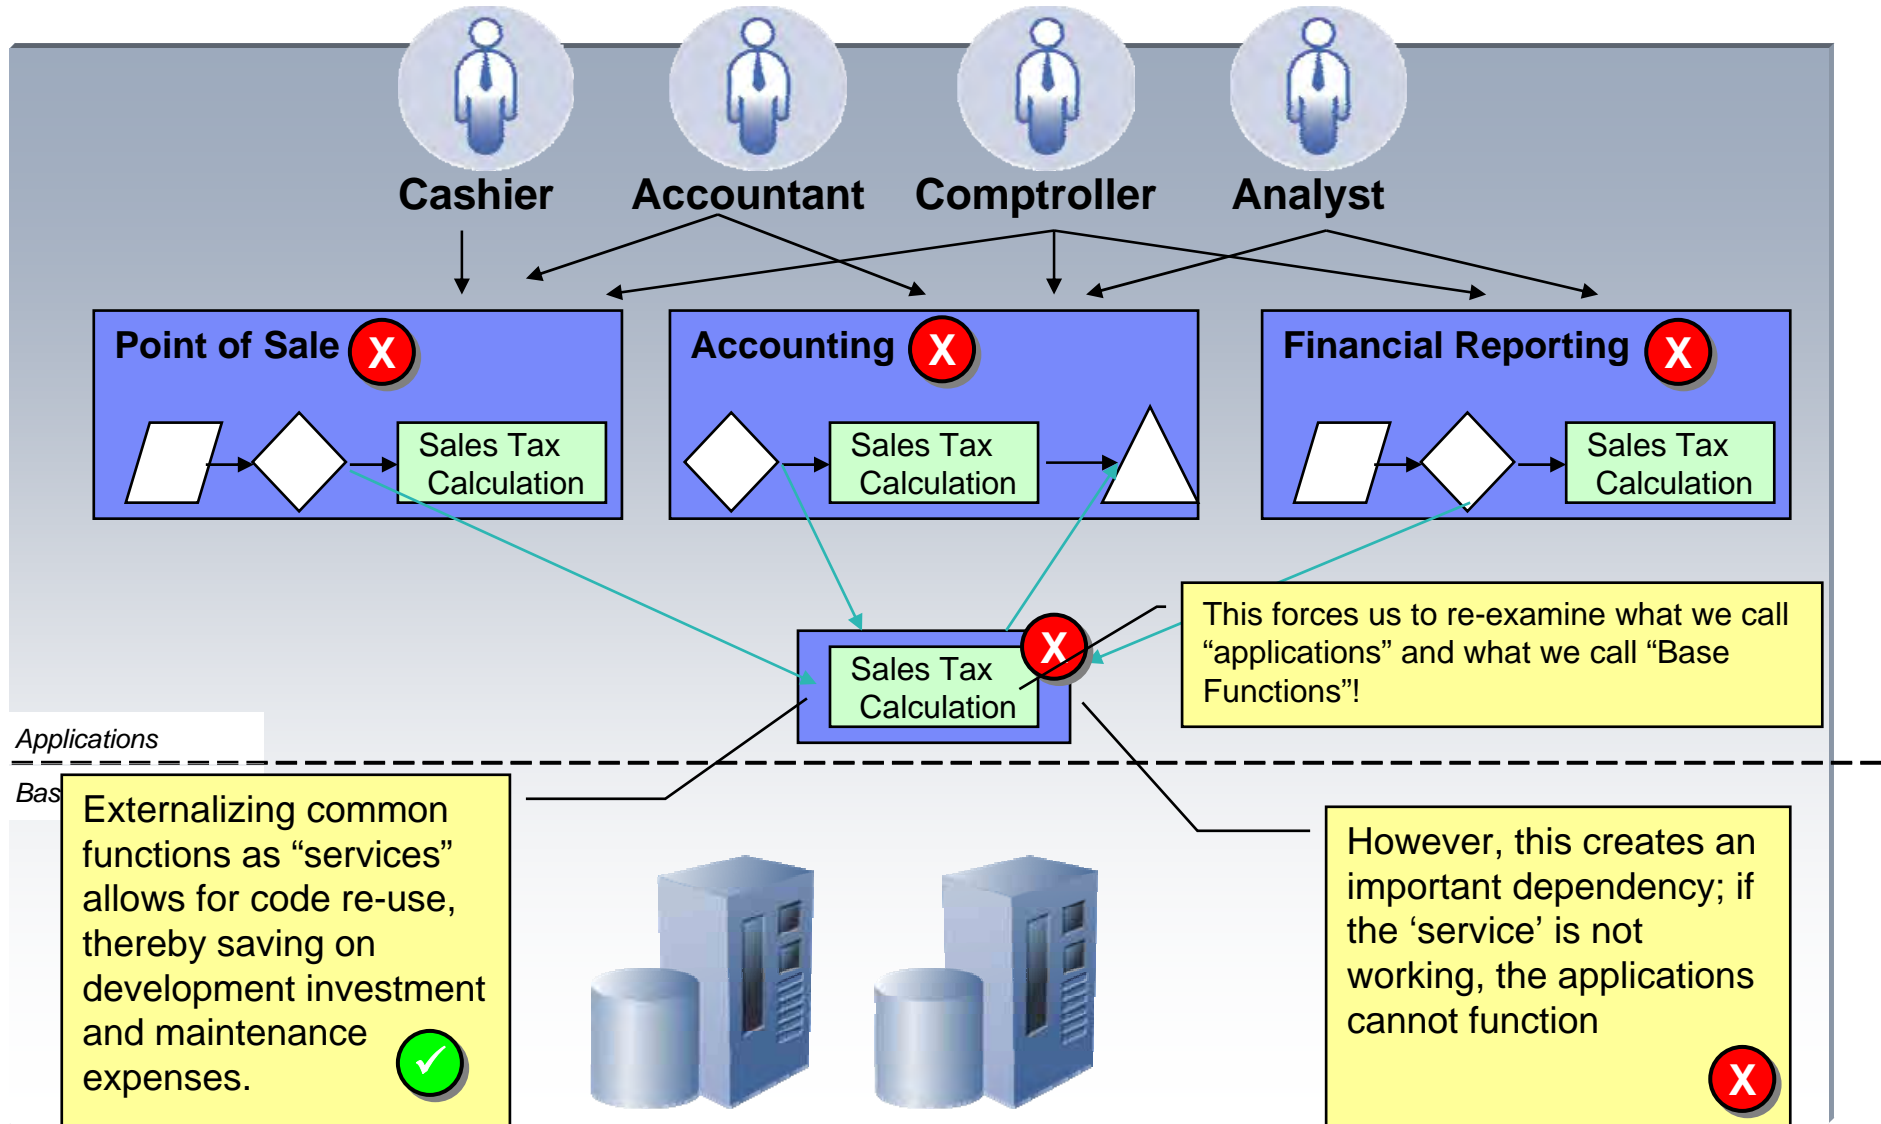 Cashier
Accountant
Comptroller
Analyst
Point of Sale
X
Accounting
X
Financial Reporting
X
Sales Tax
Calculation
Sales Tax
Calculation
Sales Tax
Calculation
This forces us to re-examine what we call
“applications” and what we call “Base
Functions”!
X
Sales Tax
Calculation
Applications
Bas
Externalizing common
functions as “services”
allows for code re-use,
thereby saving on
development investment
and maintenance
expenses.
However, this creates an
important dependency; if
the ‘service’ is not
working, the applications
cannot function
X